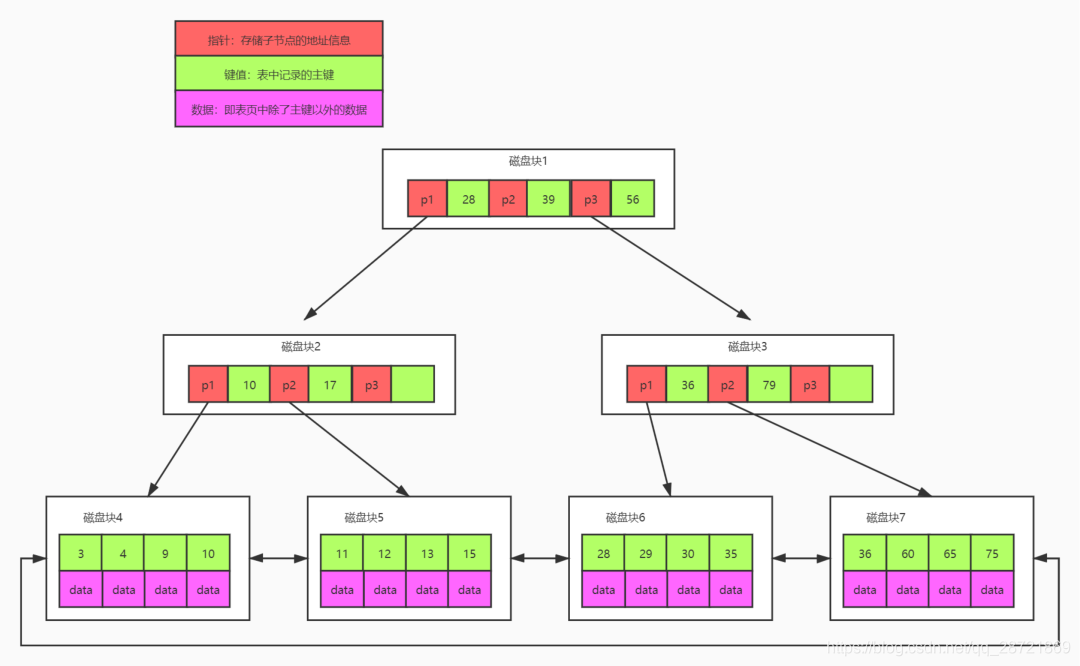 指针：存储子节点的地址信息
键值：表中记录的主键
数据：即表页中除了主键以外的数据
磁盘块1
p1 28 p2 39 p3 56
磁盘块2
p1 10 p2 17 p3
磁盘块3
p1 36 p2 79 p3
磁盘块4
3 4 9 10
data data data data
磁盘块5
11 12 13 15
data data data data
磁盘块6
28 29 30 35
data data data data
磁盘块7
36 60 65 75
data data data data